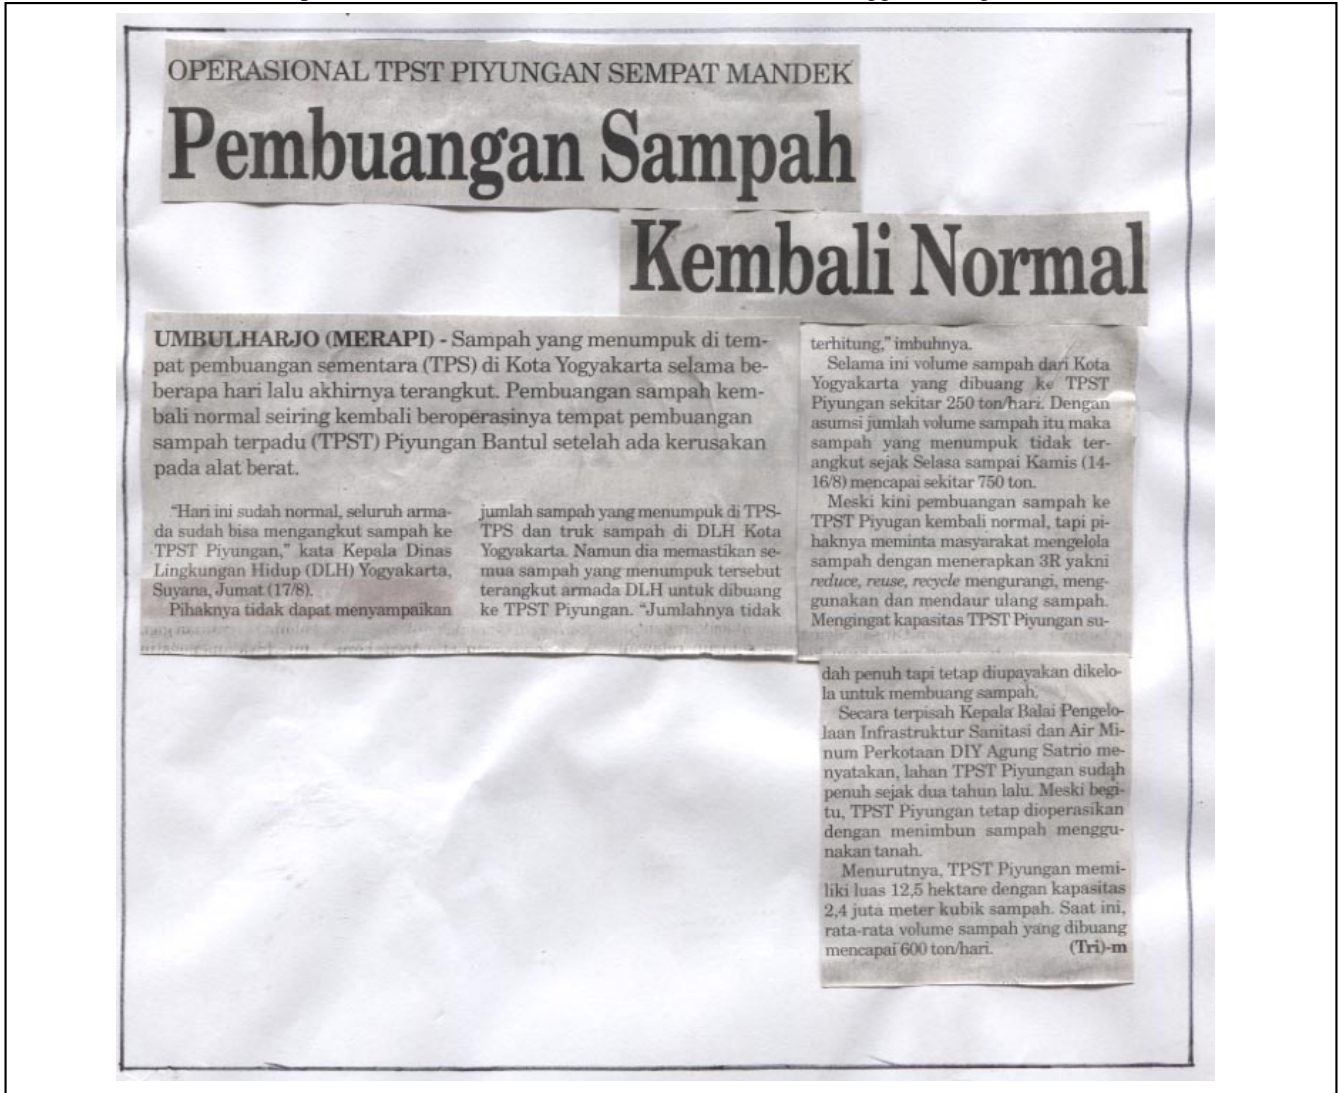 OPERASIONAL TPST PIYUNGAN SEMPAT MANDEK
Pembuangan Sampah
Kembali Normal
UMBULHARJO (MERAPI) - Sampah yang menumpuk di tem-
pat pembuangan sementara (TPS) di Kota Yogyakarta selama be-
berapa hari lalu akhirnya terangkut. Pembuangan sampah kem-
bali normal seiring kembali beroperasinya tempat pembuangan
sampah terpadu (TPST) Piyungan Bantul setelah ada kerusakan
pada alat berat.
"Hari ini sudah normal, seluruh arma-
da sudah bisa mengangkut sampah ke
TPST Piyungan," kata Kepala Dinas
Lingkungan Hidup (DLH) Yogyakarta,
Suyana, Jumat (17/8).
Pihaknya tidak dapat menyampaikan
jumlah sampah yang menumpuk di TPS-
TPS dan truk sampah di DLH Kota
Yogyakarta. Namun dia memastikan se-
mua sampah yang menumpuk tersebut
terangkut armada DLH untuk dibuang
ke TPST Piyungan. "Jumlahnya tidak
terhitung," imbuhnya.
Selama ini volume sampah dari Kota
Yogyakarta yang dibuang ke TPST
Piyungan sekitar 250 ton/hari. Dengan
asumsi jumlah volume sampah itu maka
sampah yang menumpuk tidak ter-
angkut sejak Selasa sampai Kamis (14-
16/8) mencapai sekitar 750 ton.
Meski kini pembuangan sampah ke
TPST Piyugan kembali normal, tapi pi-
haknya meminta masyarakat mengelola
sampah dengan menerapkan 3R yakni
reduce, reuse, recycle mengurangi, meng-
gunakan dan mendaur ulang sampah.
Mengingat kapasitas TPST Piyungan su-
dah penuh tapi tetap diupayakan dikelo-
la untuk membuang sampah.
Secara terpisah Kepala Balai Pengelo-
laan Infrastruktur Sanitasi dan Air Mi-
num Perkotaan DIY Agung Satrio me-
nyatakan, lahan TPST Piyungan sudah
penuh sejak dua tahun lalu. Meski begi-
tu, TPST Piyungan tetap dioperasikan
dengan menimbun sampah menggu-
nakan tanah.
Menurutnya, TPST Piyungan memi-
liki luas 12,5 hektare dengan kapasitas
2,4 juta meter kubik sampah. Saat ini,
rata-rata volume sampah yang dibuang
mencapai 600 ton/hari. (Tri)-m